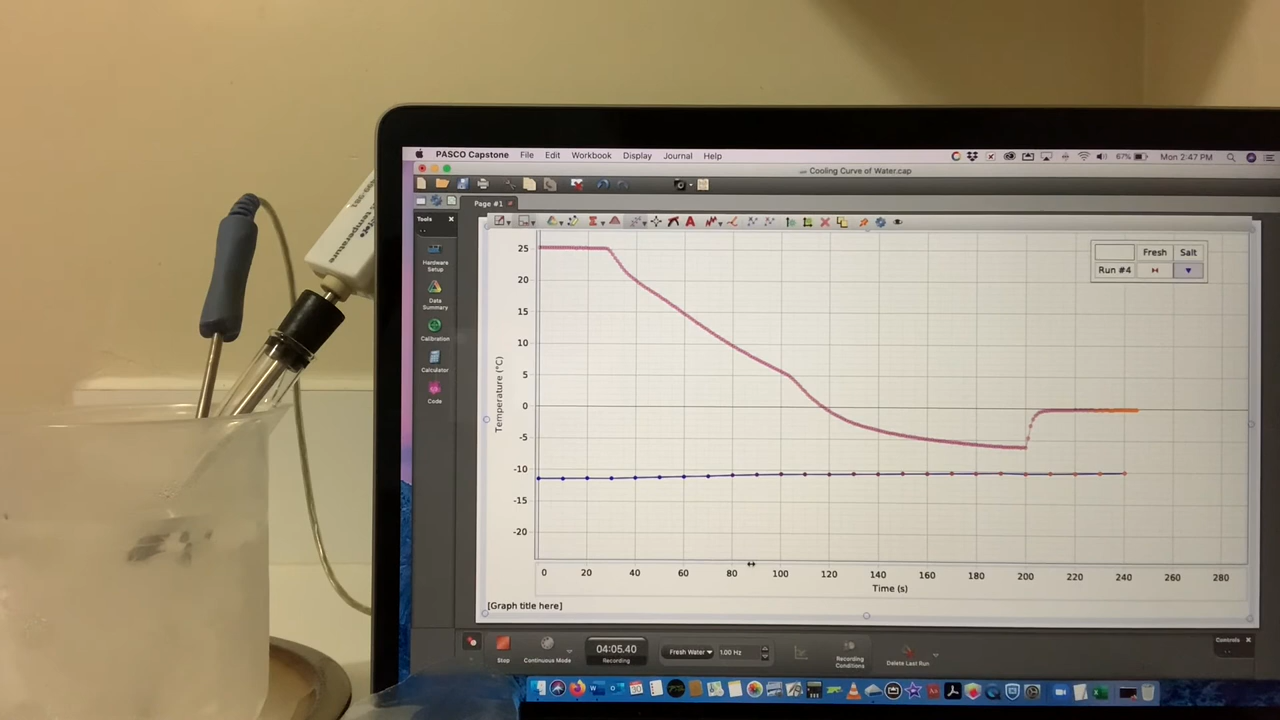 PASCO Capstone File Edit Workbook Display Journal Help 67% Mon 2:47 PM
Cooling Curve of Water.cap
Page #1
Tools
Hardware Setup
Data Summary
Calibration
Calculator
Code
25
20
15
10
5
0
-5
-10
-15
-20
Temperature (°C)
Fresh Salt
Run #4
0 20 40 60 80 100 120 140 160 180 200 220 240 260 280
Time (s)
[Graph title here]
Stop
Continuous Mode
04:05.40
Recording
Fresh Water
1.00 Hz
Recording Conditions
Delete Last Run
Controls
temperature